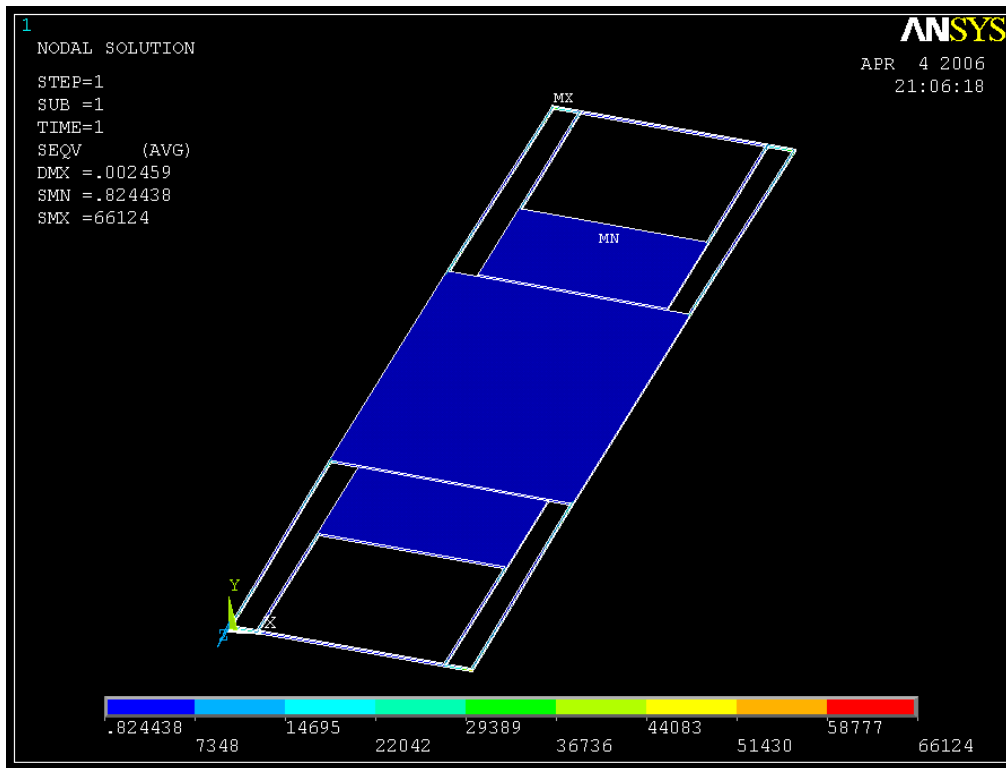 1
ANSYS
NODAL SOLUTION
APR 4 2006
21:06:18
STEP=1
SUB =1
TIME=1
SEQV (AVG)
DMX =.002459
SMN =.824438
SMX =66124
MX
MN
Y
X
Z
.824438 14695 29389 44083 58777
7348 22042 36736 51430 66124